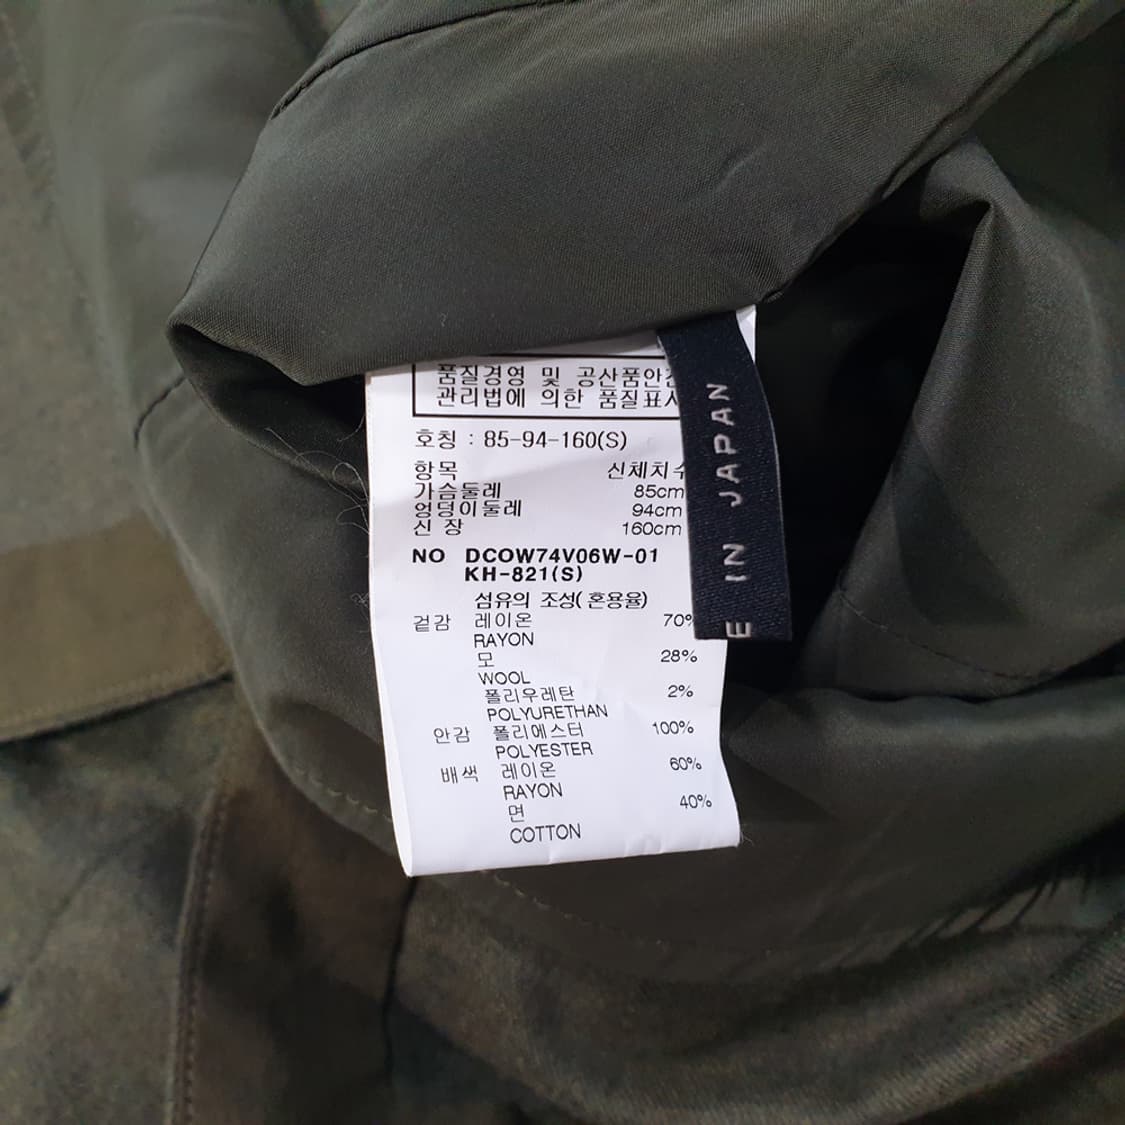 품질경영 및 공산품안전
관리법에 의한 품질표시
호칭 : 85-94-160(S)
항목 신체치수
가슴둘레 85cm
엉덩이둘레 94cm
신 장 160cm
NO DCOW74V06W-01
KH-821(S)
섬유의 조성(혼용율)
겉감 레이온 70%
RAYON
모 28%
WOOL
폴리우레탄 2%
POLYURETHAN
안감 폴리에스터 100%
POLYESTER
배색 레이온 60%
RAYON
면 40%
COTTON
E IN JAPAN